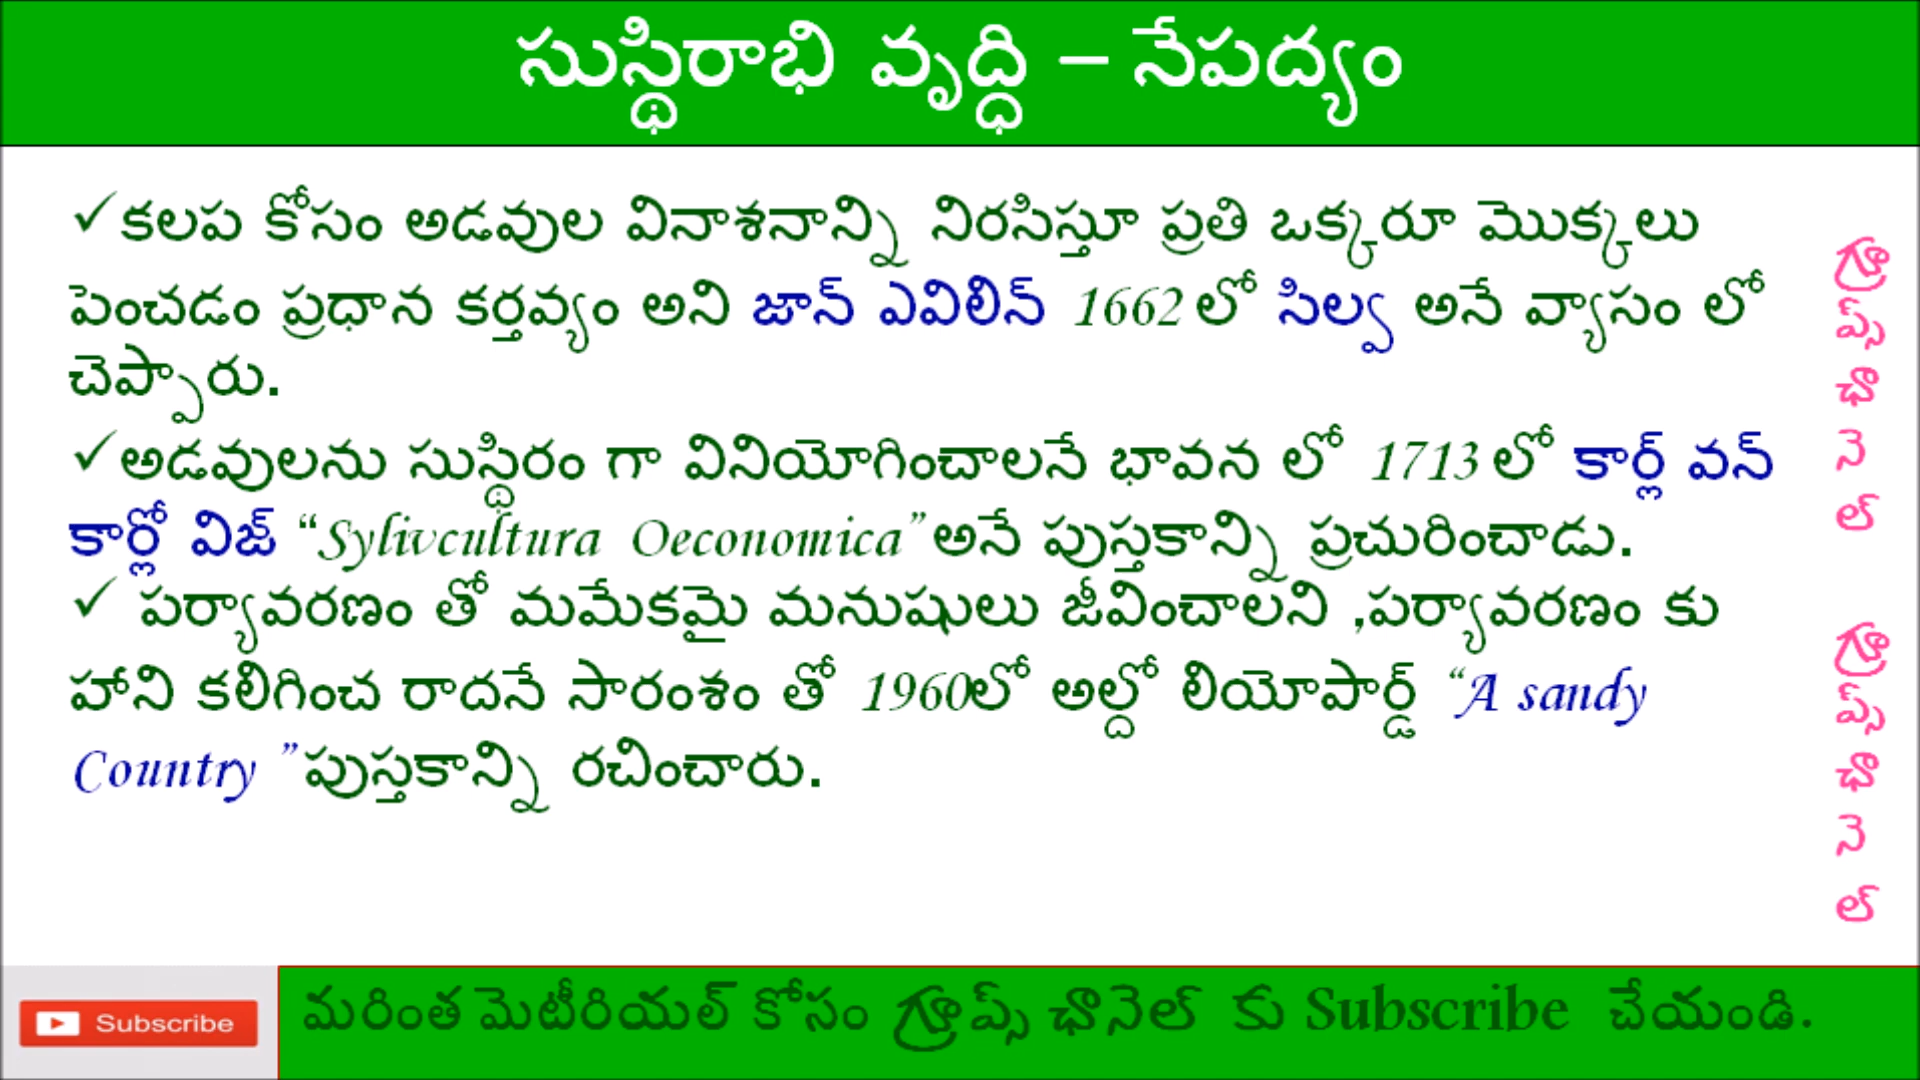 సుస్థిరాభి వృద్ధి – నేపద్యం
✓కలప కోసం అడవుల వినాశనాన్ని నిరసిస్తూ ప్రతి ఒక్కరూ మొక్కలు
పెంచడం ప్రధాన కర్తవ్యం అని జాన్ ఎవిలిన్ 1662లో సిల్వ అనే వ్యాసం లో
చెప్పారు.
✓అడవులను సుస్థిరం గా వినియోగించాలనే భావన లో 1713లో కార్ల్ వన్
కార్లో విజ్ “Sylivcultura Oeconomica”అనే పుస్తకాన్ని ప్రచురించాడు.
✓ పర్యావరణం తో మమేకమై మనుషులు జీవించాలని ,పర్యావరణం కు
హాని కలిగించ రాదనే సారంశం తో 1960లో అల్దో లియోపార్డ్ “A sandy
Country ”పుస్తకాన్ని రచించారు.
గ్రూప్స్ ఛానెల్
గ్రూప్స్ ఛానెల్
Subscribe
మరింత మెటీరియల్ కోసం గ్రూప్స్ ఛానెల్ కు Subscribe చేయండి.